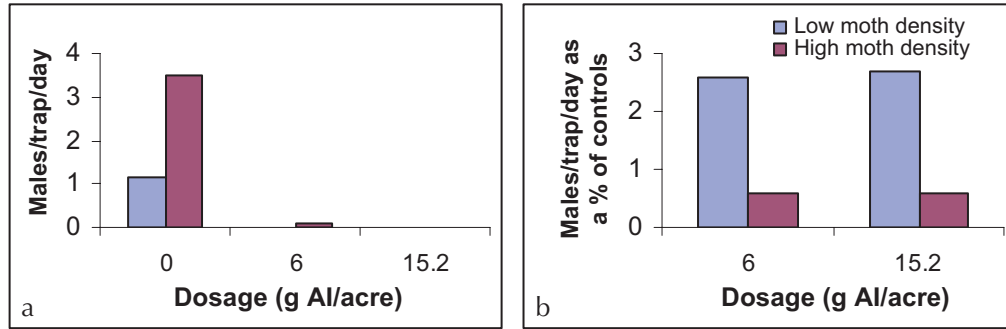 Males/trap/day
4
3
2
1
0
0 6 15.2
Dosage (g AI/acre)
a
Low moth density
High moth density
Males/trap/day as
a % of controls
3
2
1
0
6 15.2
Dosage (g AI/acre)
b